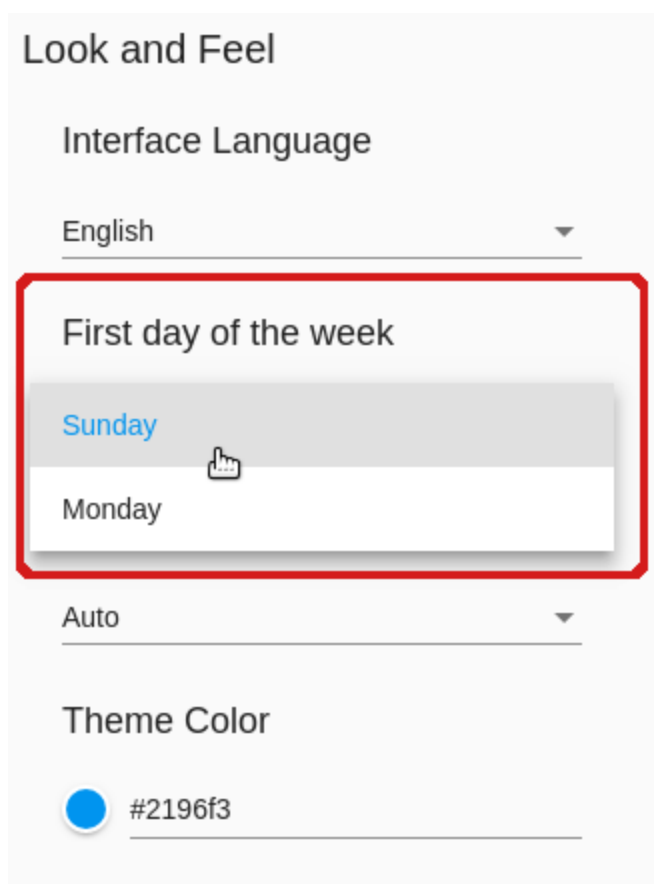 Look and Feel
Interface Language
English
First day of the week
Sunday
Monday
Auto
Theme Color
#2196f3